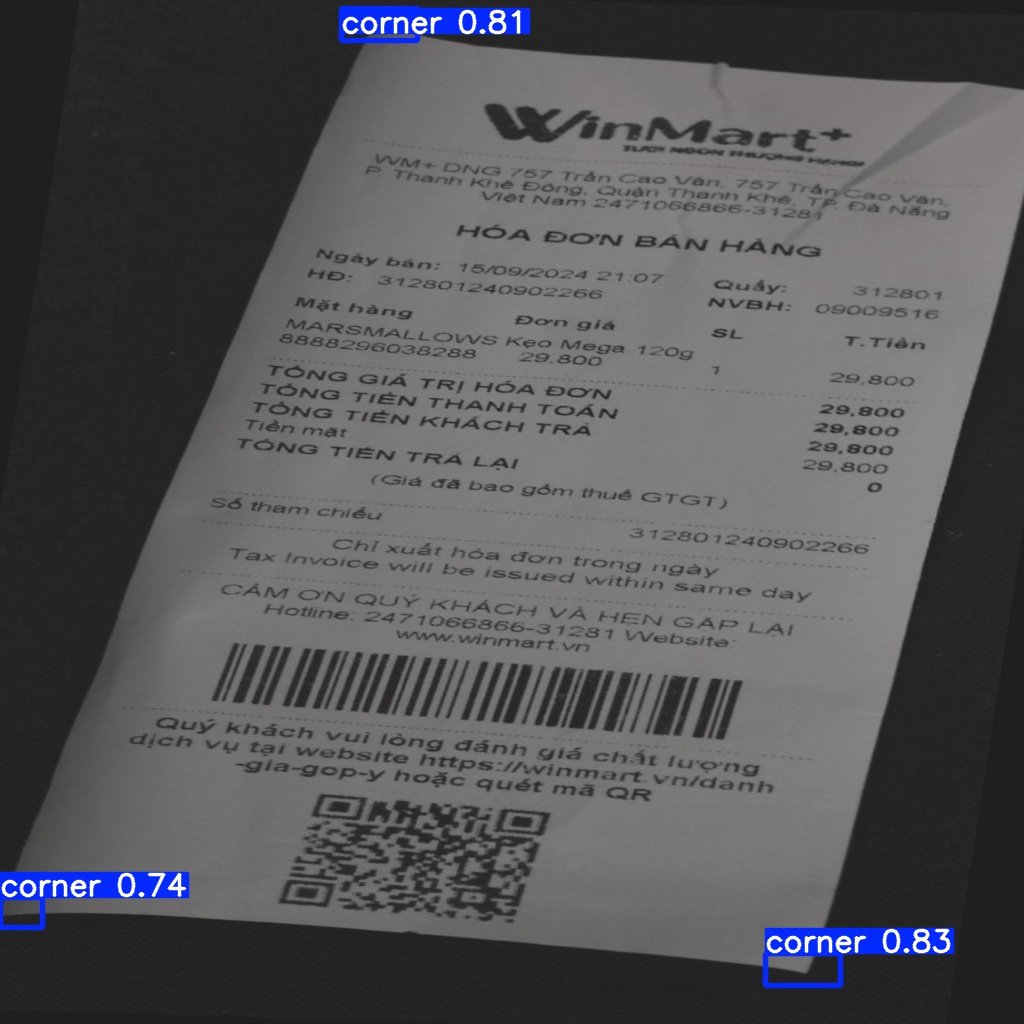 corner 0.81
WinMart+
TƯƠI NGON THƯỢNG HẠNG
WM+ DNG 757 Trần Cao Vân, 757 Trần Cao Vân,
P. Thanh Khê Đông, Quận Thanh Khê, TP. Đà Nẵng
Việt Nam 2471066866-31281
HÓA ĐƠN BÁN HÀNG
Ngày bán: 15/09/2024 21:07 Quầy: 312801
HĐ: 312801240902266 NVBH: 09009516
Mặt hàng Đơn giá SL T.Tiền
MARSMALLOWS Kẹo Mega 120g
8888296038288 29,800 1 29,800
TỔNG GIÁ TRỊ HÓA ĐƠN 29,800
TỔNG TIỀN THANH TOÁN 29,800
TỔNG TIỀN KHÁCH TRẢ 29,800
Tiền mặt 29,800
TỔNG TIỀN TRẢ LẠI 0
(Giá đã bao gồm thuế GTGT)
Số tham chiếu 312801240902266
Chỉ xuất hóa đơn trong ngày
Tax Invoice will be issued within same day
CẢM ƠN QUÝ KHÁCH VÀ HẸN GẶP LẠI
Hotline: 2471066866-31281 Website:
www.winmart.vn
Quý khách vui lòng đánh giá chất lượng
dịch vụ tại website https://winmart.vn/danh
-gia-gop-y hoặc quét mã QR
corner 0.74
corner 0.83